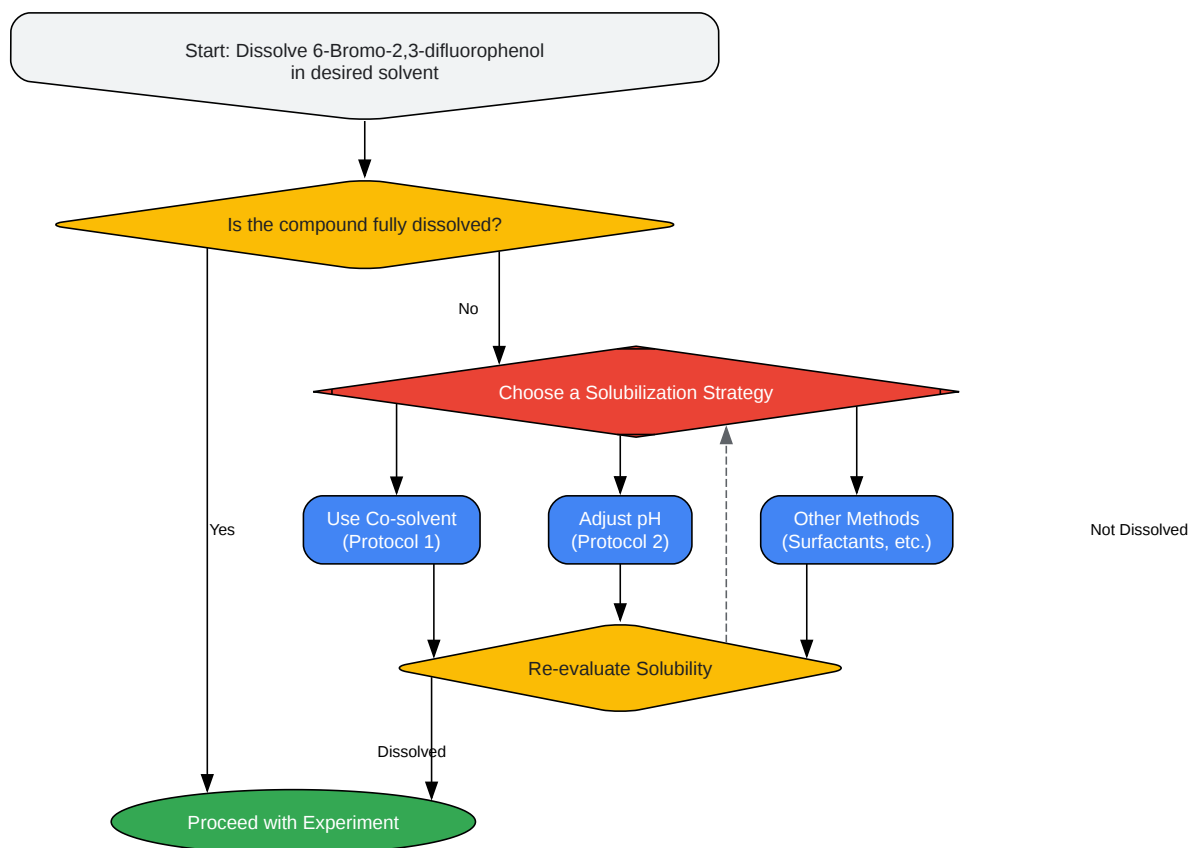 Start: Dissolve 6-Bromo-2,3-difluorophenol
in desired solvent
Is the compound fully dissolved?
No
Choose a Solubilization Strategy
Use Co-solvent
(Protocol 1)
Adjust pH
(Protocol 2)
Other Methods
(Surfactants, etc.)
Yes
Not Dissolved
Re-evaluate Solubility
Dissolved
Proceed with Experiment